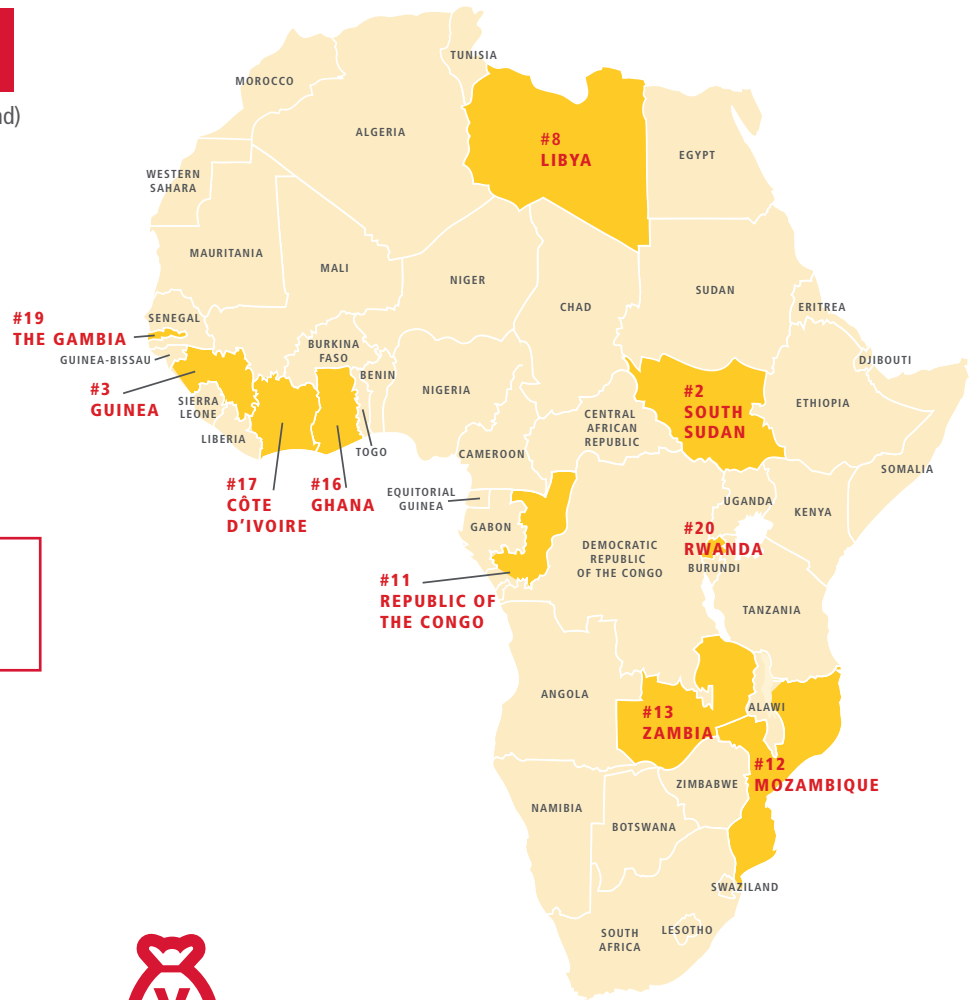 nd)
TUNISIA
MOROCCO
ALGERIA
#8
LIBYA
EGYPT
WESTERN
SAHARA
MAURITANIA
MALI
NIGER
CHAD
SUDAN
ERITREA
#19
THE GAMBIA
SENEGAL
GUINEA-BISSAU
BURKINA
FASO
DJIBOUTI
#3
GUINEA
SIERRA
LEONE
BENIN
NIGERIA
#2
SOUTH
SUDAN
ETHIOPIA
CENTRAL
AFRICAN
REPUBLIC
LIBERIA
TOGO
CAMEROON
SOMALIA
#17
CÔTE
D'IVOIRE
#16
GHANA
EQUITORIAL
GUINEA
UGANDA
KENYA
GABON
#20
RWANDA
DEMOCRATIC
REPUBLIC
OF THE CONGO
BURUNDI
#11
REPUBLIC OF
THE CONGO
TANZANIA
ANGOLA
ALAWI
#13
ZAMBIA
#12
MOZAMBIQUE
ZIMBABWE
NAMIBIA
BOTSWANA
SWAZILAND
SOUTH
AFRICA
LESOTHO